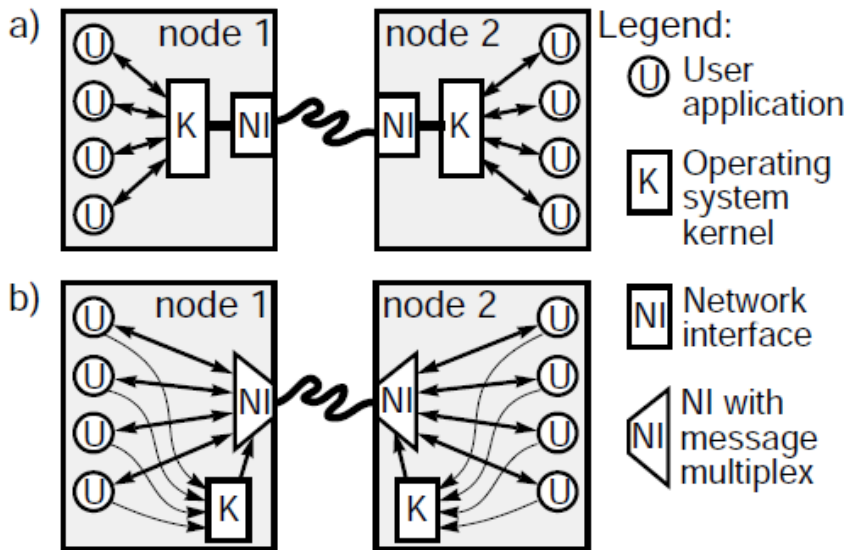 a)
node 1
node 2
U
U
U
U
K
NI
NI
K
U
U
U
U
b)
node 1
node 2
U
U
U
U
NI
K
NI
K
U
U
U
U
Legend:
U User
application
K Operating
system
kernel
NI Network
interface
NI NI with
message
multiplex